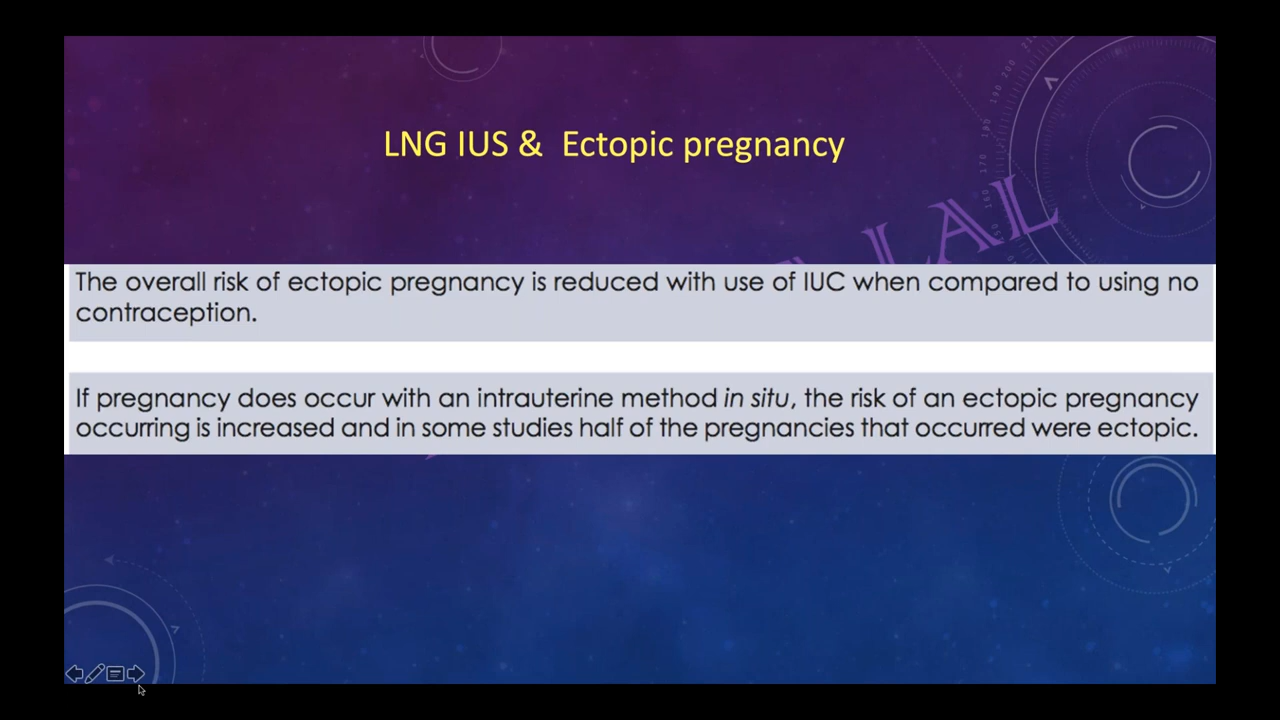 LNG IUS & Ectopic pregnancy
LAL
The overall risk of ectopic pregnancy is reduced with use of IUC when compared to using no
contraception.
If pregnancy does occur with an intrauterine method in situ, the risk of an ectopic pregnancy
occurring is increased and in some studies half of the pregnancies that occurred were ectopic.